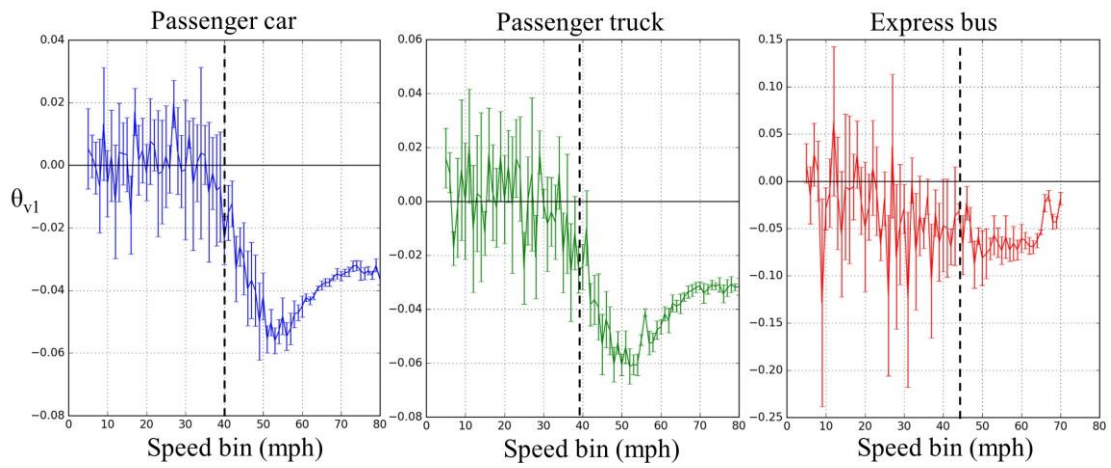 Passenger car
Passenger truck
Express bus
θv1
0.04
0.02
0.00
−0.02
−0.04
−0.06
−0.08
0 10 20 30 40 50 60 70 80
Speed bin (mph)
0.06
0.04
0.02
0.00
−0.02
−0.04
−0.06
−0.08
0 10 20 30 40 50 60 70 80
Speed bin (mph)
0.15
0.10
0.05
0.00
−0.05
−0.10
−0.15
−0.20
−0.25
0 10 20 30 40 50 60 70 80
Speed bin (mph)